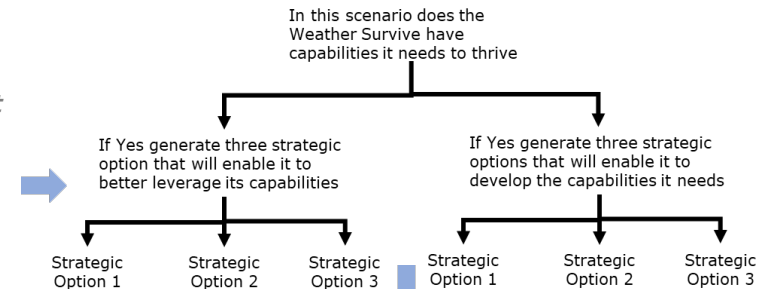 In this scenario does the
Weather Survive have
capabilities it needs to thrive
If Yes generate three strategic
option that will enable it to
better leverage its capabilities
If Yes generate three strategic
options that will enable it to
develop the capabilities it needs
Strategic
Option 1
Strategic
Option 2
Strategic
Option 3
Strategic
Option 1
Strategic
Option 2
Strategic
Option 3